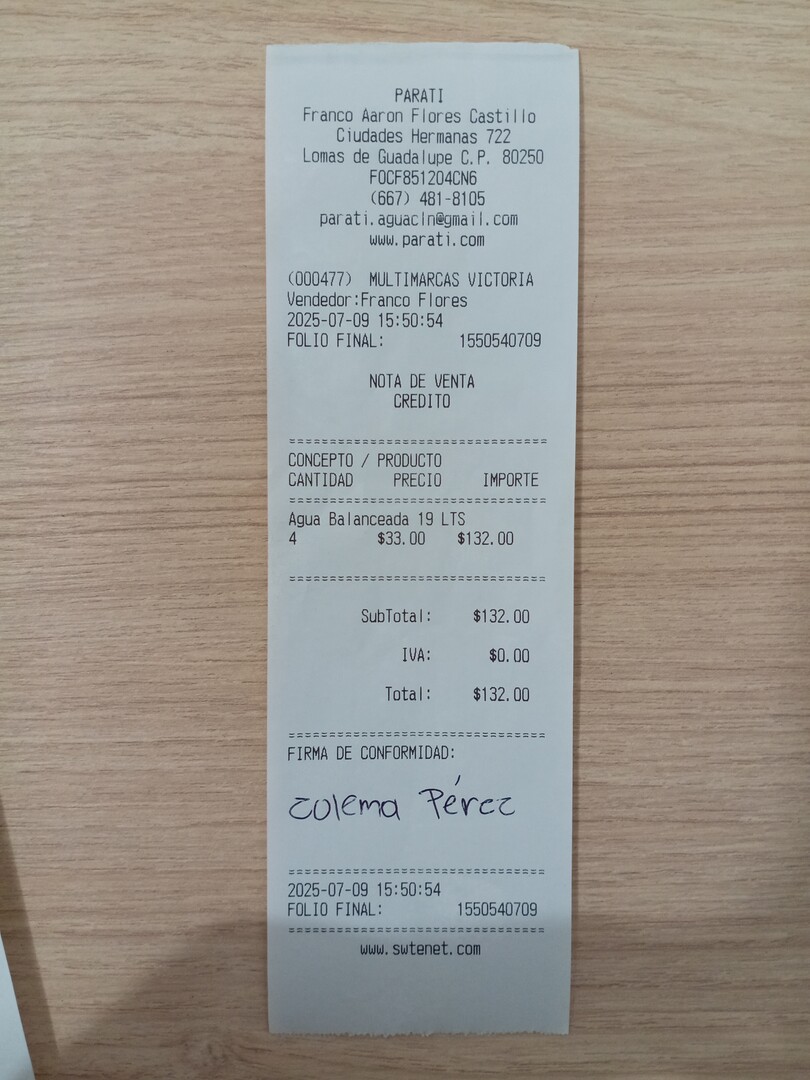 PARATI
Franco Aaron Flores Castillo
Ciudades Hermanas 722
Lomas de Guadalupe C.P. 80250
FOCF851204CN6
(667) 481-8105
parati.aguacln@gmail.com
www.parati.com
(000477) MULTIMARCAS VICTORIA
Vendedor:Franco Flores
2025-07-09 15:50:54
FOLIO FINAL: 1550540709
NOTA DE VENTA
CREDITO
================================
CONCEPTO / PRODUCTO
CANTIDAD PRECIO IMPORTE
================================
Agua Balanceada 19 LTS
4 $33.00 $132.00
================================
SubTotal: $132.00
IVA: $0.00
Total: $132.00
================================
FIRMA DE CONFORMIDAD:
zulema Pérez
================================
2025-07-09 15:50:54
FOLIO FINAL: 1550540709
================================
www.swtenet.com